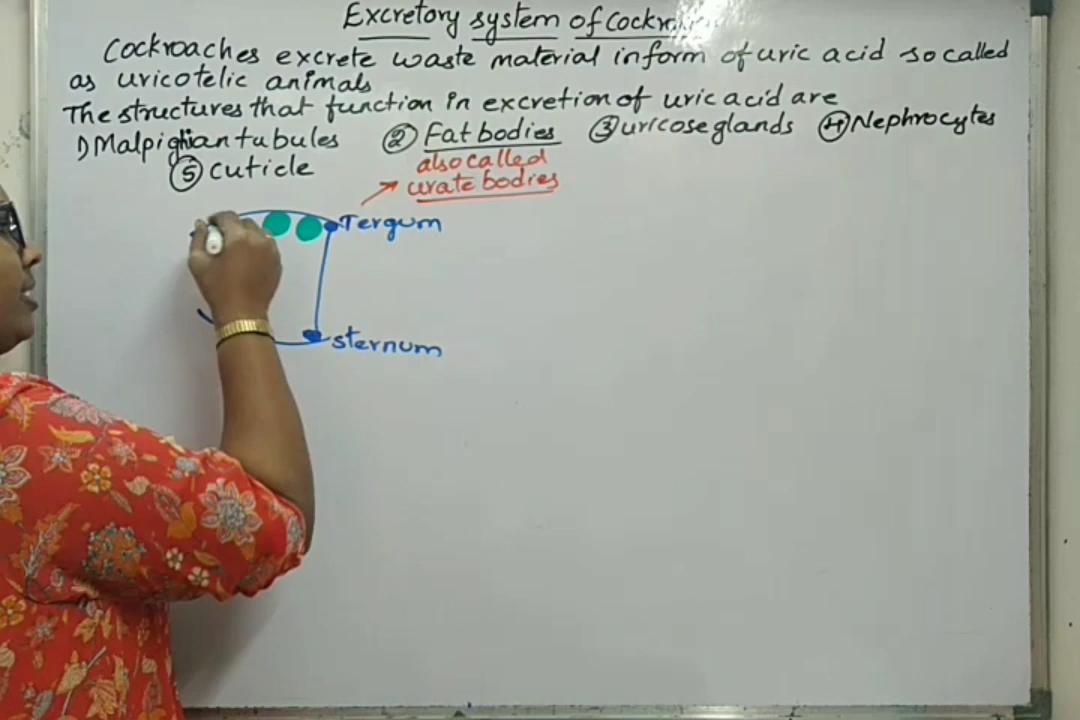 Excretory system of Cockr
Cockroaches excrete waste material inform of uric acid so called
as uricotelic animals
The structures that function in excretion of uric acid are
1) Malpighian tubules ② Fat bodies ③ uricose glands ④ Nephrocytes
also called
⑤ cuticle
urate bodies
Tergum
sternum